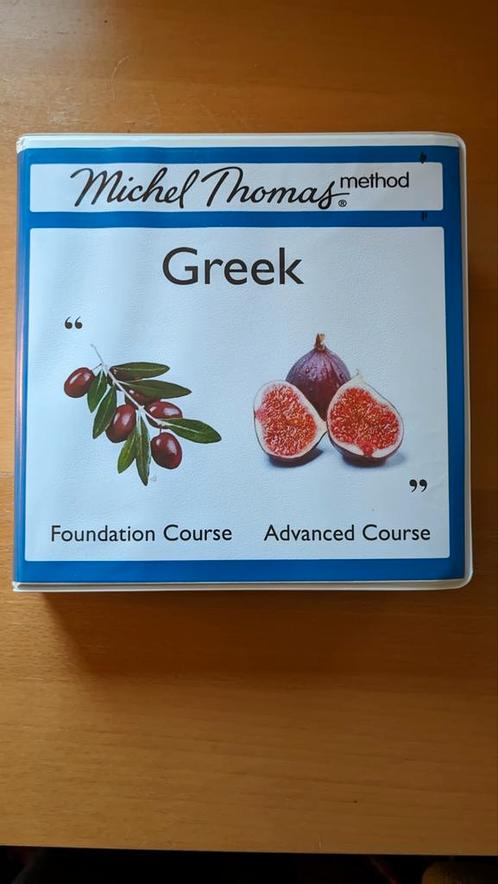 Michel Thomas® method
Greek
“
”
Foundation Course Advanced Course